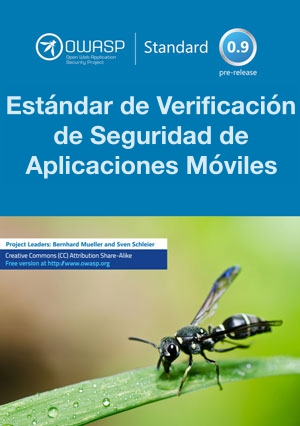 OWASP
Open Web Application
Security Project
Standard
0.9
pre-release
Estándar de Verificación
de Seguridad de
Aplicaciones Móviles
Project Leaders: Bernhard Mueller and Sven Schleier
Creative Commons (CC) Attribution Share-Alike
Free version at http://www.owasp.org